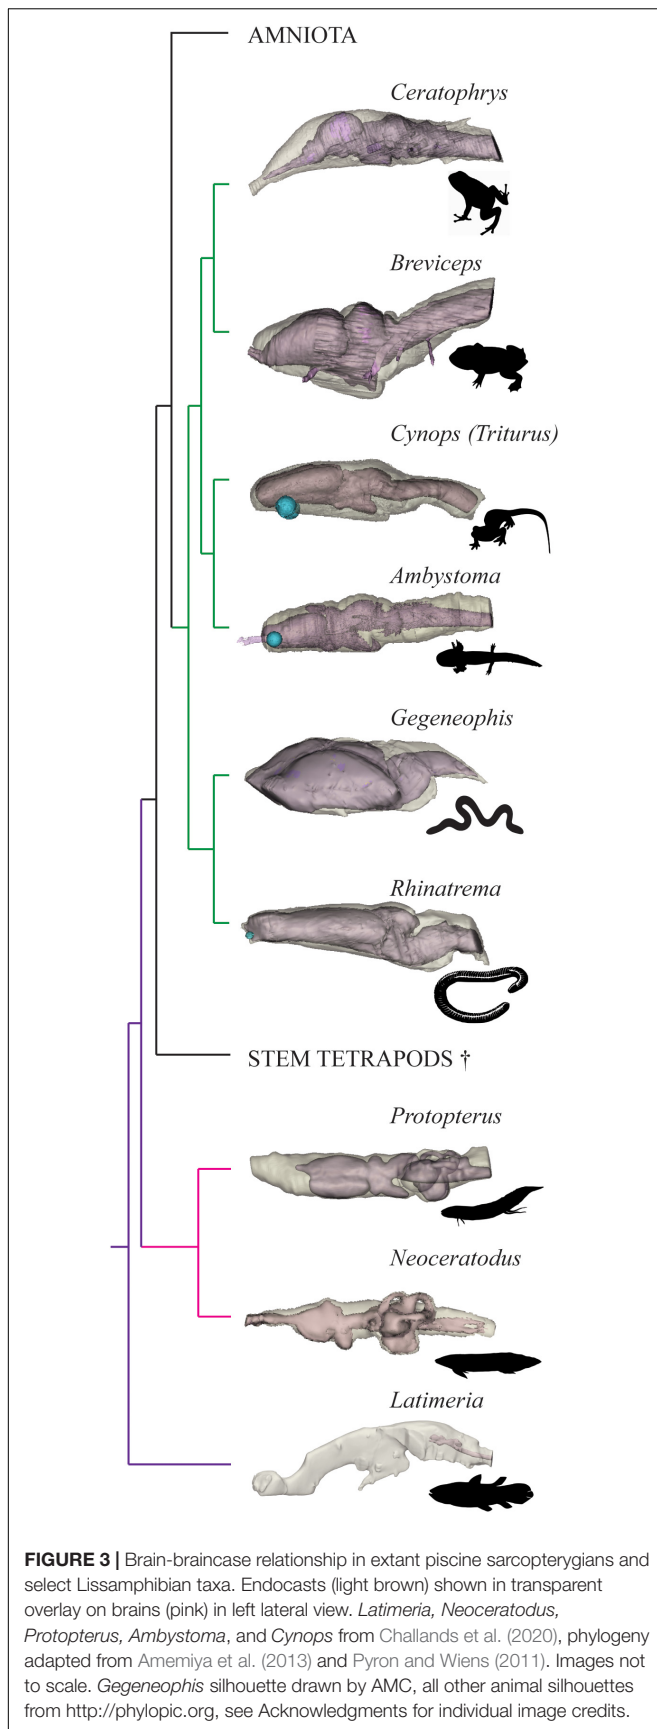 AMNIOTA
Ceratophrys
Breviceps
Cynops (Triturus)
Ambystoma
Gegeneophis
Rhinatrema
STEM TETRAPODS †
Protopterus
Neoceratodus
Latimeria
FIGURE 3 | Brain-braincase relationship in extant piscine sarcopterygians and
select Lissamphibian taxa. Endocasts (light brown) shown in transparent
overlay on brains (pink) in left lateral view. Latimeria, Neoceratodus,
Protopterus, Ambystoma, and Cynops from Challands et al. (2020), phylogeny
adapted from Amemiya et al. (2013) and Pyron and Wiens (2011). Images not
to scale. Gegeneophis silhouette drawn by AMC, all other animal silhouettes
from http://phylopic.org, see Acknowledgments for individual image credits.